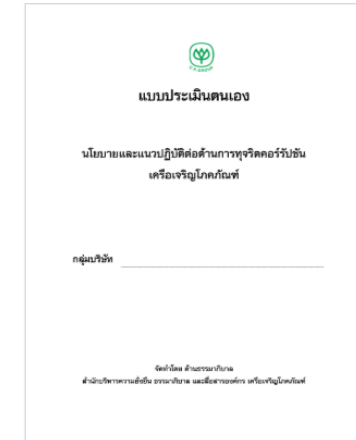 C.P. GROUP
แบบประเมินตนเอง
นโยบายและแนวปฏิบัติต่อต้านการทุจริตคอร์รัปชัน
เครือเจริญโภคภัณฑ์
กลุ่มบริษัท
จัดทำโดย ด้านธรรมาภิบาล
สำนักบริหารความยั่งยืน ธรรมาภิบาล และสื่อสารองค์กร เครือเจริญโภคภัณฑ์